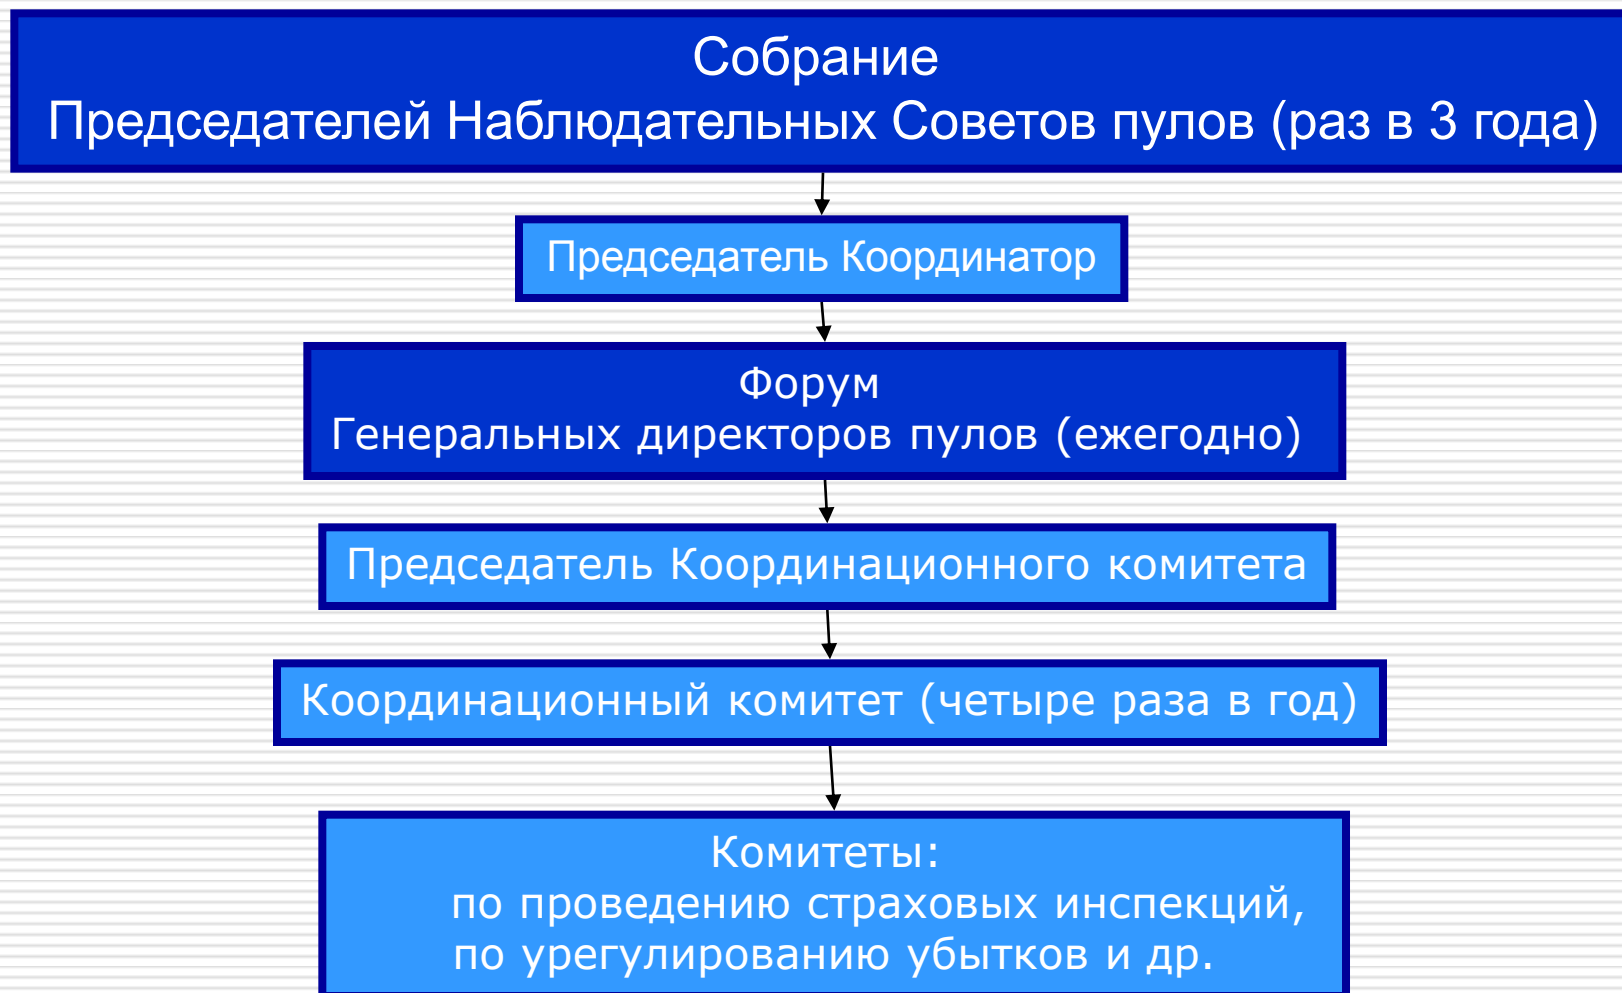 Собрание
Председателей Наблюдательных Советов пулов (раз в 3 года)
Председатель Координатор
Форум
Генеральных директоров пулов (ежегодно)
Председатель Координационного комитета
Координационный комитет (четыре раза в год)
Комитеты:
по проведению страховых инспекций,
по урегулированию убытков и др.